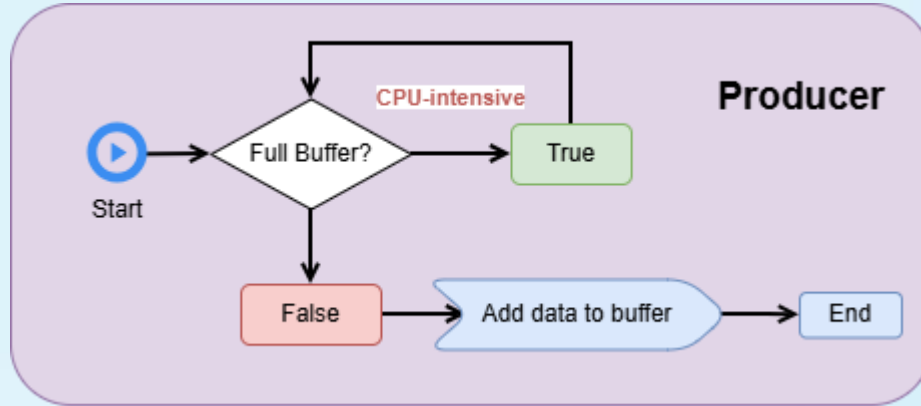 Producer
CPU-intensive
Full Buffer?
True
Start
False
Add data to buffer
End